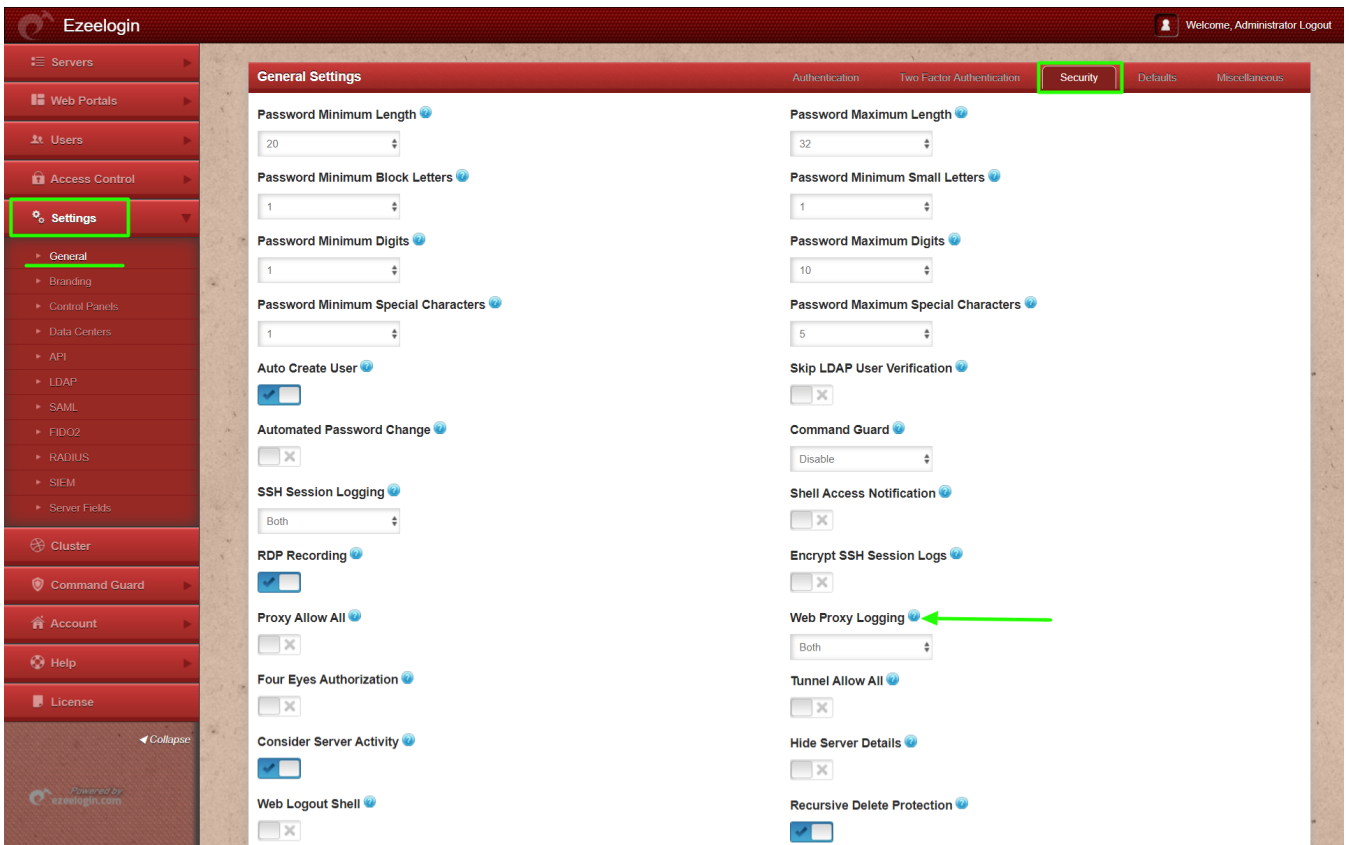 Ezeelogin
Welcome, Administrator Logout
Servers
Web Portals
Users
Access Control
Settings
General
Branding
Control Panels
Data Centers
API
LDAP
SAML
FIDO2
RADIUS
SIEM
Server Fields
Cluster
Command Guard
Account
Help
License
Collapse
Powered by
ezeelogin.com
General Settings
Authentication Two Factor Authentication Security Defaults Miscellaneous
Password Minimum Length ? Password Maximum Length ?
20 32
Password Minimum Block Letters ? Password Minimum Small Letters ?
1 1
Password Minimum Digits ? Password Maximum Digits ?
1 10
Password Minimum Special Characters ? Password Maximum Special Characters ?
1 5
Auto Create User ? Skip LDAP User Verification ?
Automated Password Change ? Command Guard ?
Disable
SSH Session Logging ? Shell Access Notification ?
Both
RDP Recording ? Encrypt SSH Session Logs ?
Proxy Allow All ? Web Proxy Logging ?
Both
Four Eyes Authorization ? Tunnel Allow All ?
Consider Server Activity ? Hide Server Details ?
Web Logout Shell ? Recursive Delete Protection ?